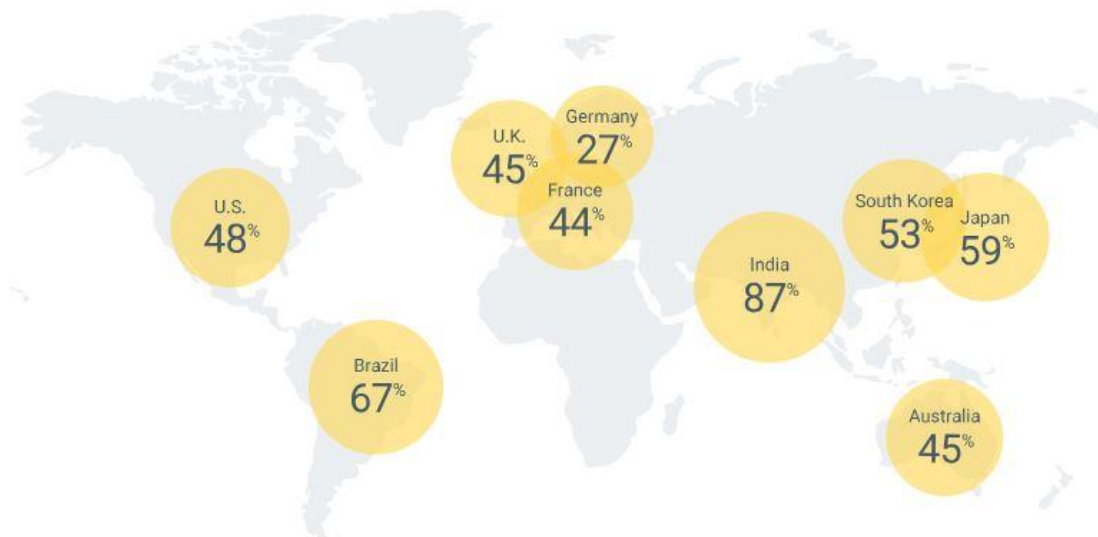 Germany
27%
U.K.
45%
France
44%
U.S.
48%
South Korea
53%
Japan
59%
India
87%
Brazil
67%
Australia
45%